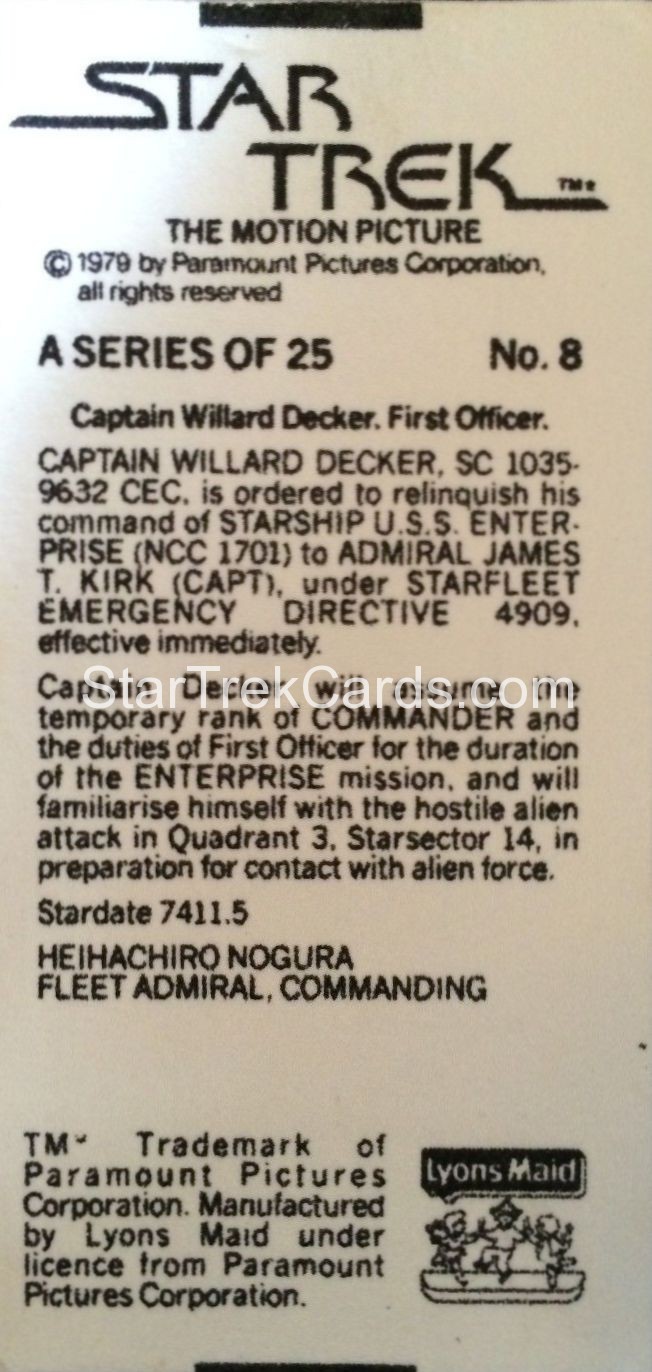 STAR
TREK TM*
THE MOTION PICTURE
© 1979 by Paramount Pictures Corporation,
all rights reserved
A SERIES OF 25 No. 8
Captain Willard Decker. First Officer.
CAPTAIN WILLARD DECKER, SC 1035-
9632 CEC, is ordered to relinquish his
command of STARSHIP U.S.S. ENTER-
PRISE (NCC 1701) to ADMIRAL JAMES
T. KIRK (CAPT), under STARFLEET
EMERGENCY DIRECTIVE 4909,
effective immediately.
Captain Decker will assume the
StarTrekCards.com
temporary rank of COMMANDER and
the duties of First Officer for the duration
of the ENTERPRISE mission, and will
familiarise himself with the hostile alien
attack in Quadrant 3, Starsector 14, in
preparation for contact with alien force.
Stardate 7411.5
HEIHACHIRO NOGURA
FLEET ADMIRAL, COMMANDING
TM* Trademark of
Paramount Pictures
Corporation. Manufactured
by Lyons Maid under
licence from Paramount
Pictures Corporation.
Lyons Maid